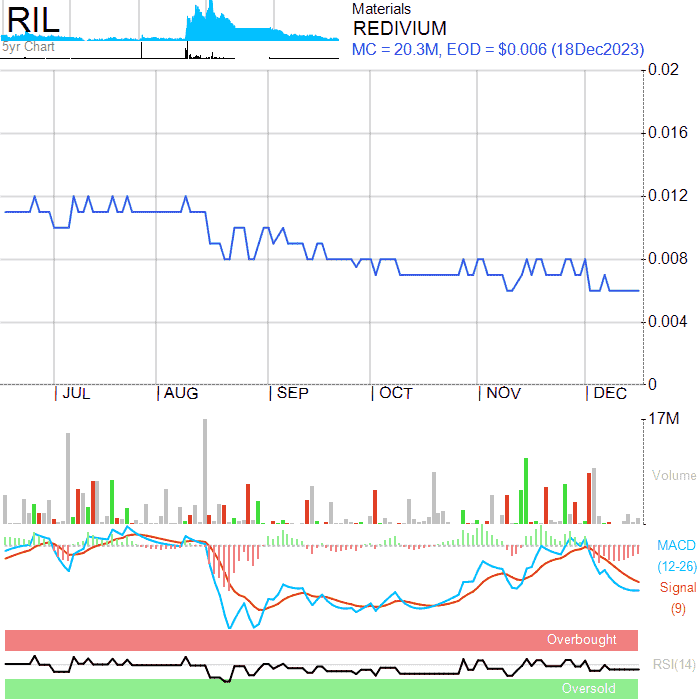 RIL
5yr Chart
Materials
REDIVIUM
MC = 20.3M, EOD = $0.006 (18Dec2023)
0.02
0.016
0.012
0.008
0.004
0
JUL AUG SEP OCT NOV DEC
17M
Volume
MACD
(12-26)
Signal
(9)
Overbought
RSI(14)
Oversold